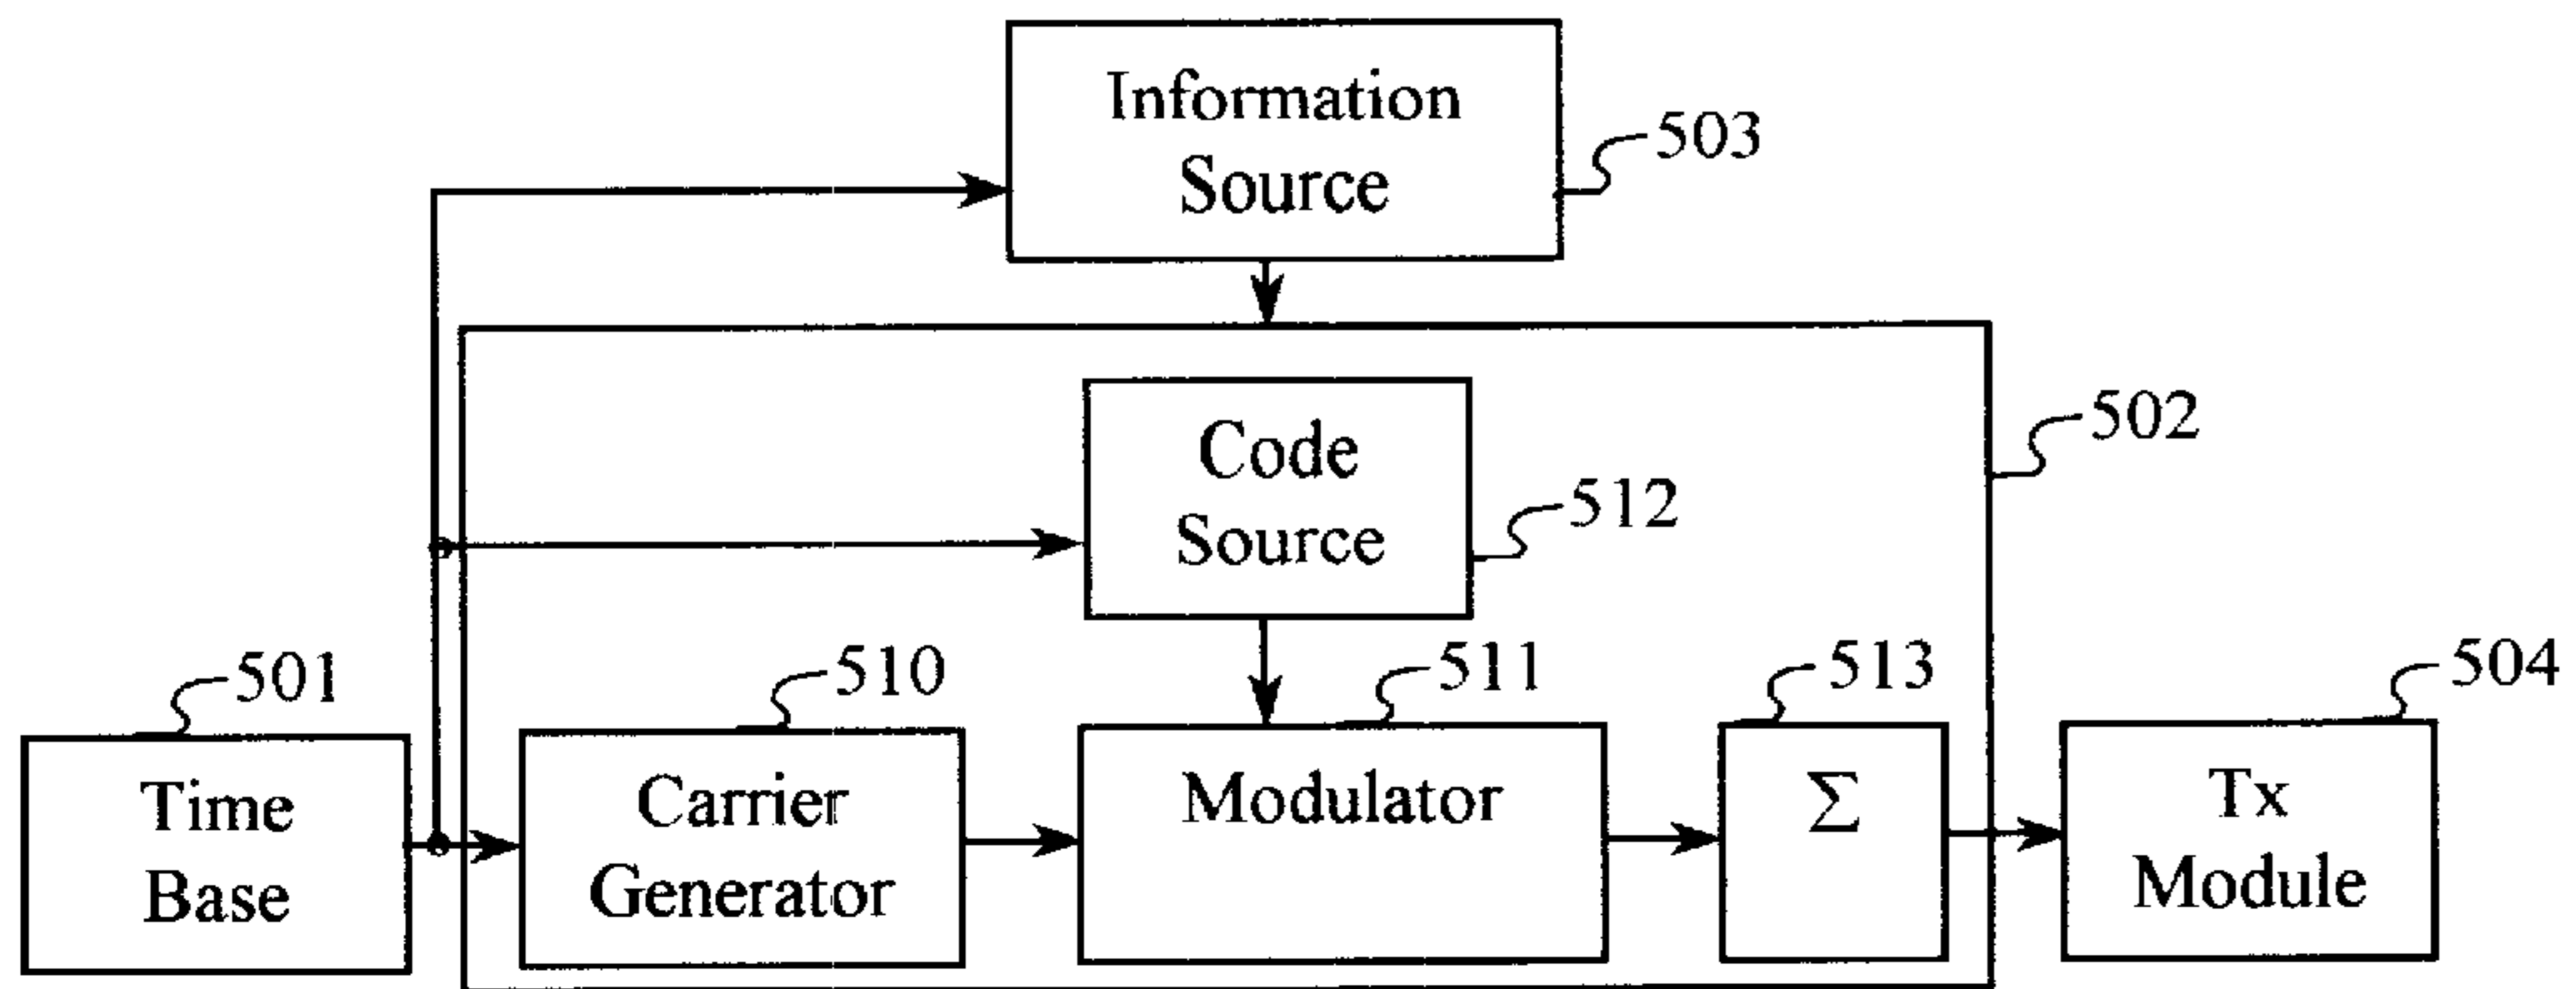 Information
Source
503
Code
Source
502
512
501
510
511
513
504
Time
Base
Carrier
Generator
Modulator
Σ
Tx
Module